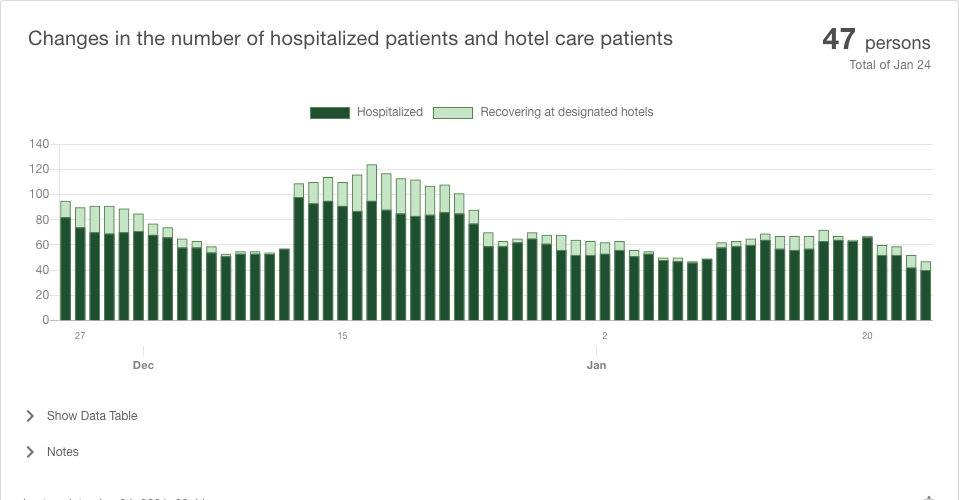 Changes in the number of hospitalized patients and hotel care patients
47 persons
Total of Jan 24
Hospitalized Recovering at designated hotels
140
120
100
80
60
40
20
0
27 15 2 20
Dec Jan
Show Data Table
Notes